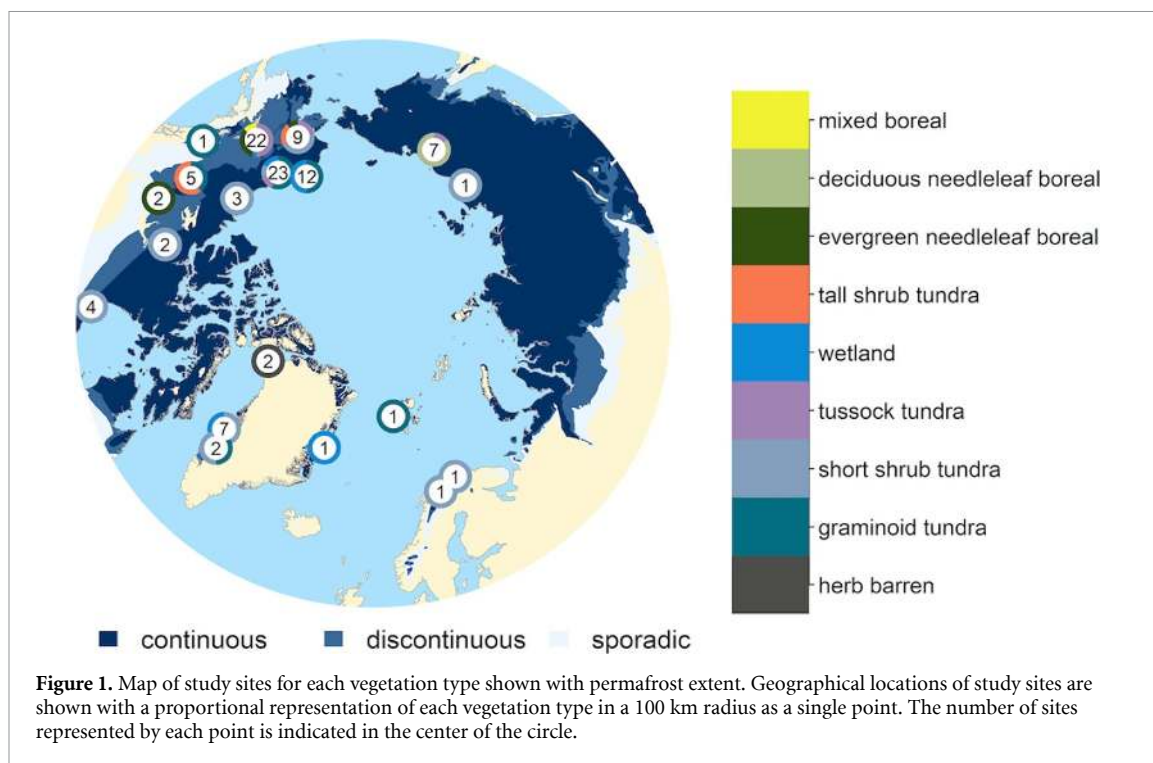 1
22
9
7
5
23
12
1
2
3
2
4
2
7
2
1
1
1
1
mixed boreal
deciduous needleleaf boreal
evergreen needleleaf boreal
tall shrub tundra
wetland
tussock tundra
short shrub tundra
graminoid tundra
herb barren
continuous discontinuous sporadic
Figure 1. Map of study sites for each vegetation type shown with permafrost extent. Geographical locations of study sites are
shown with a proportional representation of each vegetation type in a 100 km radius as a single point. The number of sites
represented by each point is indicated in the center of the circle.